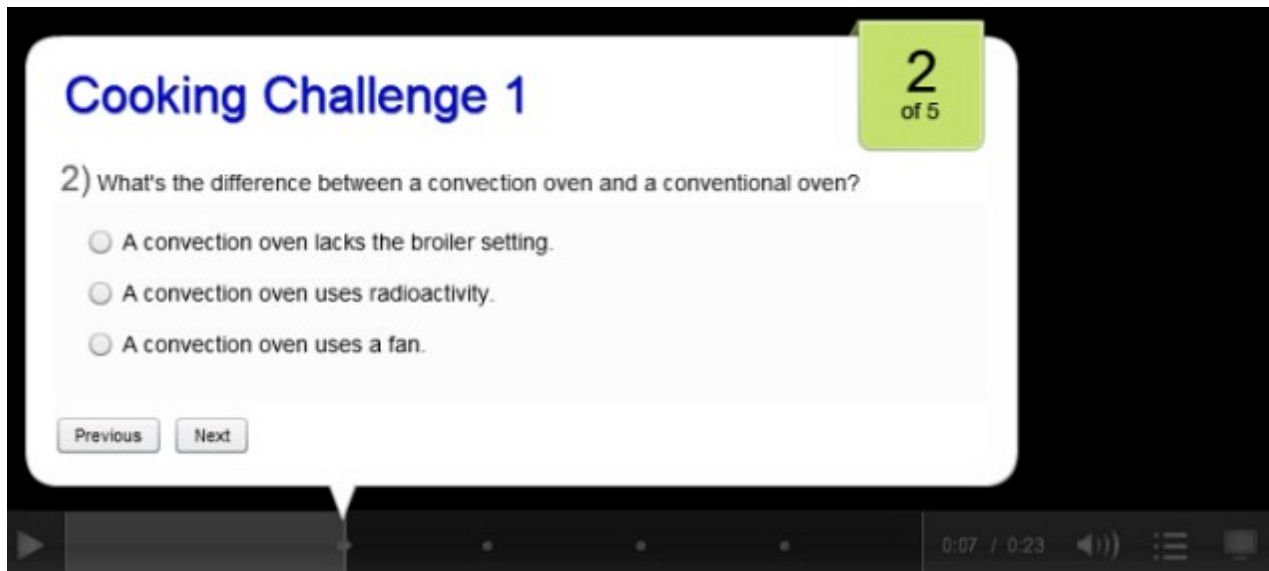 Cooking Challenge 1
2
of 5
2) What's the difference between a convection oven and a conventional oven?
A convection oven lacks the broiler setting.
A convection oven uses radioactivity.
A convection oven uses a fan.
Previous
Next
0:07 / 0:23